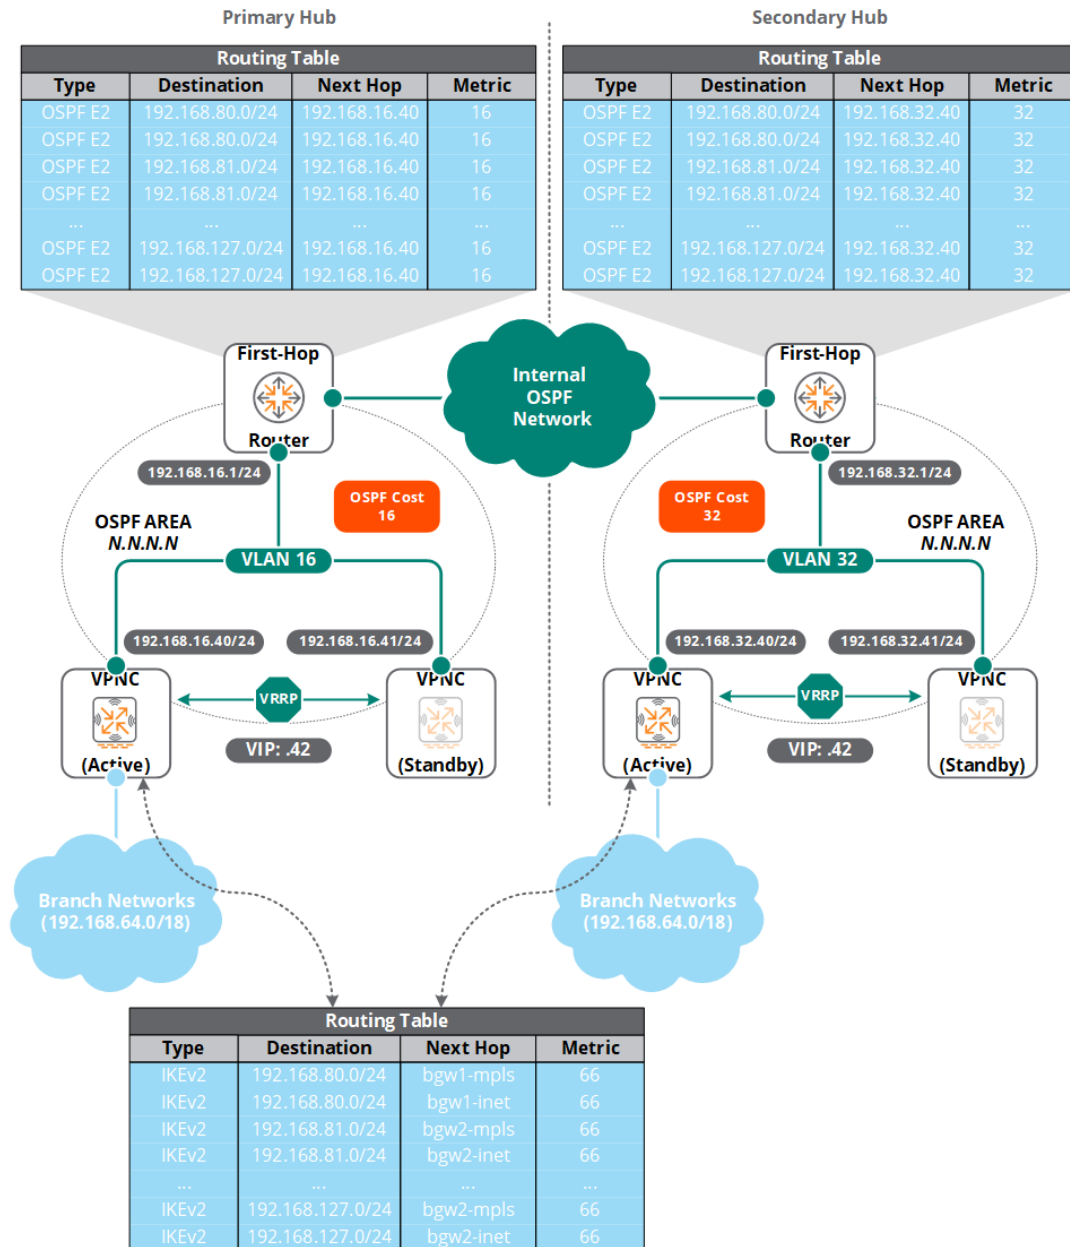 Primary Hub
Secondary Hub
Routing Table
Type Destination Next Hop Metric
OSPF E2 192.168.80.0/24 192.168.16.40 16
OSPF E2 192.168.80.0/24 192.168.16.40 16
OSPF E2 192.168.81.0/24 192.168.16.40 16
OSPF E2 192.168.81.0/24 192.168.16.40 16
... ... ... ...
OSPF E2 192.168.127.0/24 192.168.16.40 16
OSPF E2 192.168.127.0/24 192.168.16.40 16
Routing Table
Type Destination Next Hop Metric
OSPF E2 192.168.80.0/24 192.168.32.40 32
OSPF E2 192.168.80.0/24 192.168.32.40 32
OSPF E2 192.168.81.0/24 192.168.32.40 32
OSPF E2 192.168.81.0/24 192.168.32.40 32
... ... ... ...
OSPF E2 192.168.127.0/24 192.168.32.40 32
OSPF E2 192.168.127.0/24 192.168.32.40 32
First-Hop
Router
Internal
OSPF
Network
First-Hop
Router
192.168.16.1/24
OSPF Cost
16
OSPF AREA
N.N.N.N
VLAN 16
192.168.16.40/24
192.168.16.41/24
VPNC
(Active)
VRRP
VIP: .42
VPNC
(Standby)
192.168.32.1/24
OSPF Cost
32
OSPF AREA
N.N.N.N
VLAN 32
192.168.32.40/24
192.168.32.41/24
VPNC
(Active)
VRRP
VIP: .42
VPNC
(Standby)
Branch Networks
(192.168.64.0/18)
Branch Networks
(192.168.64.0/18)
Routing Table
Type Destination Next Hop Metric
IKEv2 192.168.80.0/24 bgw1-mpls 66
IKEv2 192.168.80.0/24 bgw1-inet 66
IKEv2 192.168.81.0/24 bgw2-mpls 66
IKEv2 192.168.81.0/24 bgw2-inet 66
... ... ... ...
IKEv2 192.168.127.0/24 bgw2-mpls 66
IKEv2 192.168.127.0/24 bgw2-inet 66